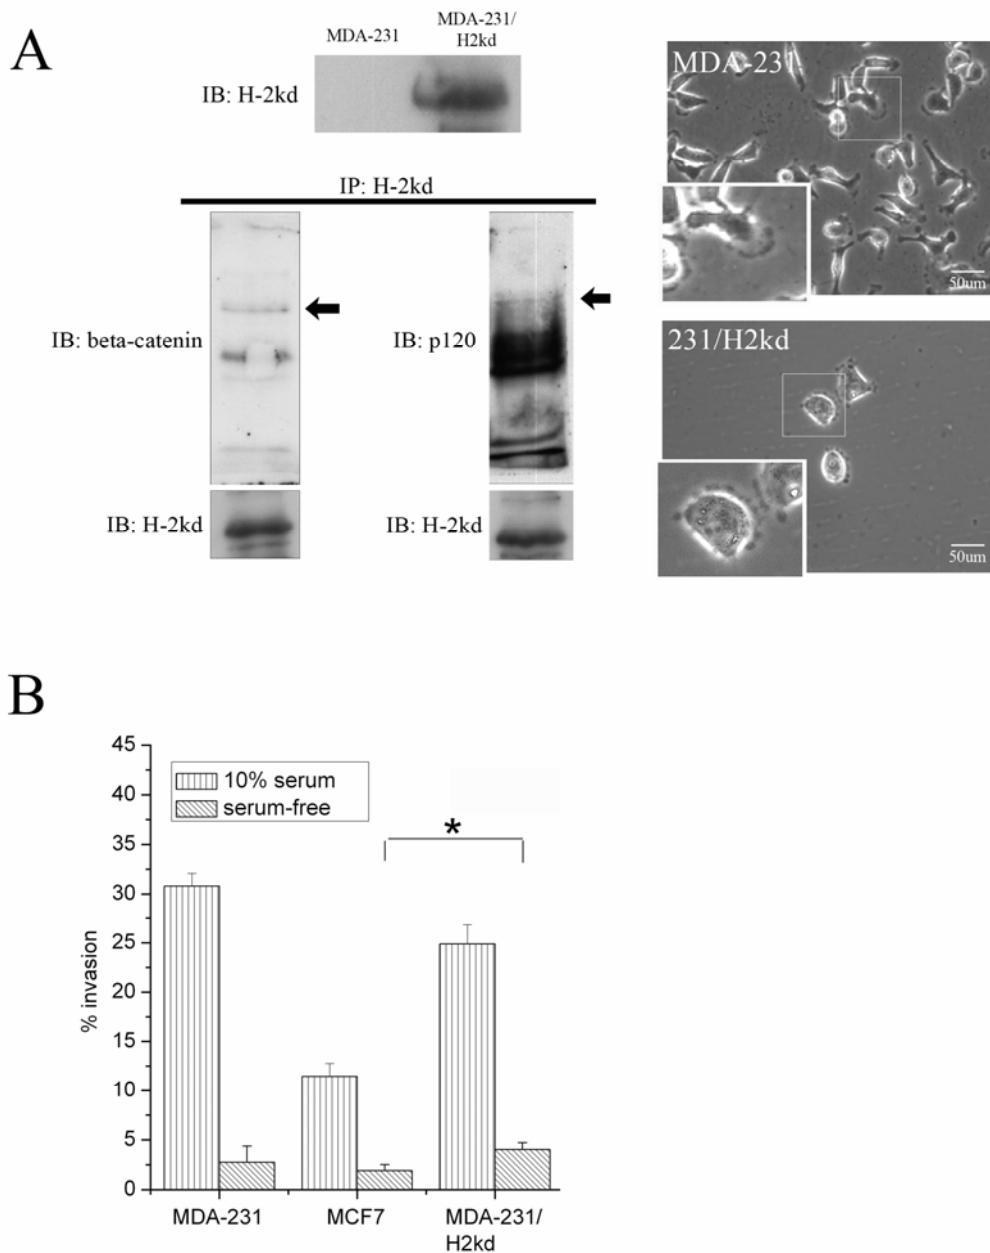 A
MDA-231
MDA-231/
H2kd
IB: H-2kd
IP: H-2kd
IB: beta-catenin
IB: p120
IB: H-2kd
IB: H-2kd
MDA-231
50um
231/H2kd
50um
B
45
40
35
30
25
20
15
10
5
0
% invasion
10% serum
serum-free
*
MDA-231
MCF7
MDA-231/
H2kd